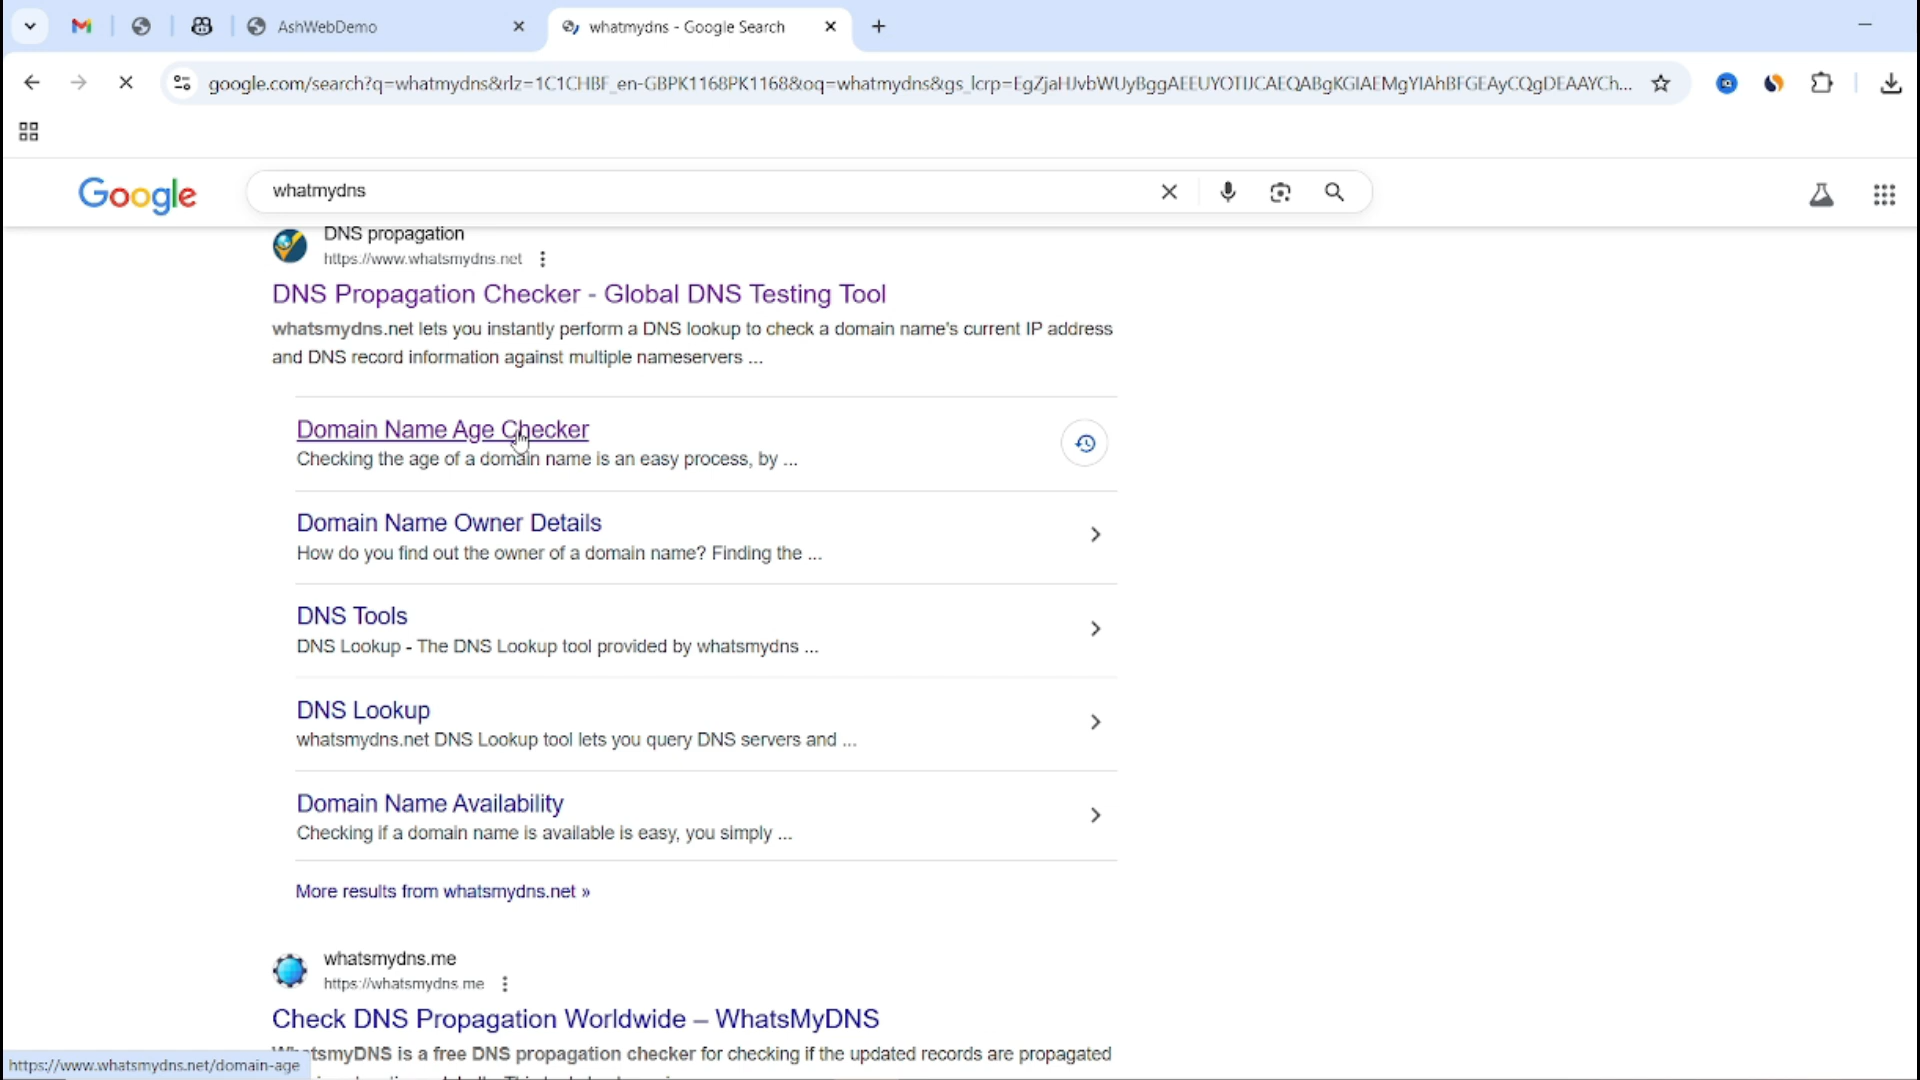 AshWebDemo
whatmydns - Google Search
google.com/search?q=whatmydns&rlz=1C1CHBF_en-GBPK1168PK1168&oq=whatmydns&gs_lcrp=EgZjaHJvbWUyBggAEEUYOTIJCAEQABgKGIAEMgYIAhBFGEAyCQgDEAAYCh...
Google
whatmydns
DNS propagation
https://www.whatsmydns.net
DNS Propagation Checker - Global DNS Testing Tool
whatsmydns.net lets you instantly perform a DNS lookup to check a domain name's current IP address
and DNS record information against multiple nameservers ...
Domain Name Age Checker
Checking the age of a domain name is an easy process, by ...
Domain Name Owner Details
How do you find out the owner of a domain name? Finding the ...
DNS Tools
DNS Lookup - The DNS Lookup tool provided by whatsmydns ...
DNS Lookup
whatsmydns.net DNS Lookup tool lets you query DNS servers and ...
Domain Name Availability
Checking if a domain name is available is easy, you simply ...
More results from whatsmydns.net »
whatsmydns.me
https://whatsmydns.me
Check DNS Propagation Worldwide – WhatsMyDNS
WhatsmyDNS is a free DNS propagation checker for checking if the updated records are propagated
https://www.whatsmydns.net/domain-age